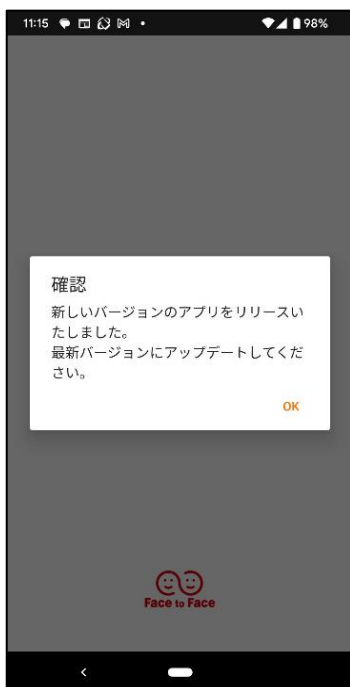 11:15
98%
確認
新しいバージョンのアプリをリリースい
たしました。
最新バージョンにアップデートしてくだ
さい。
OK
Face to Face